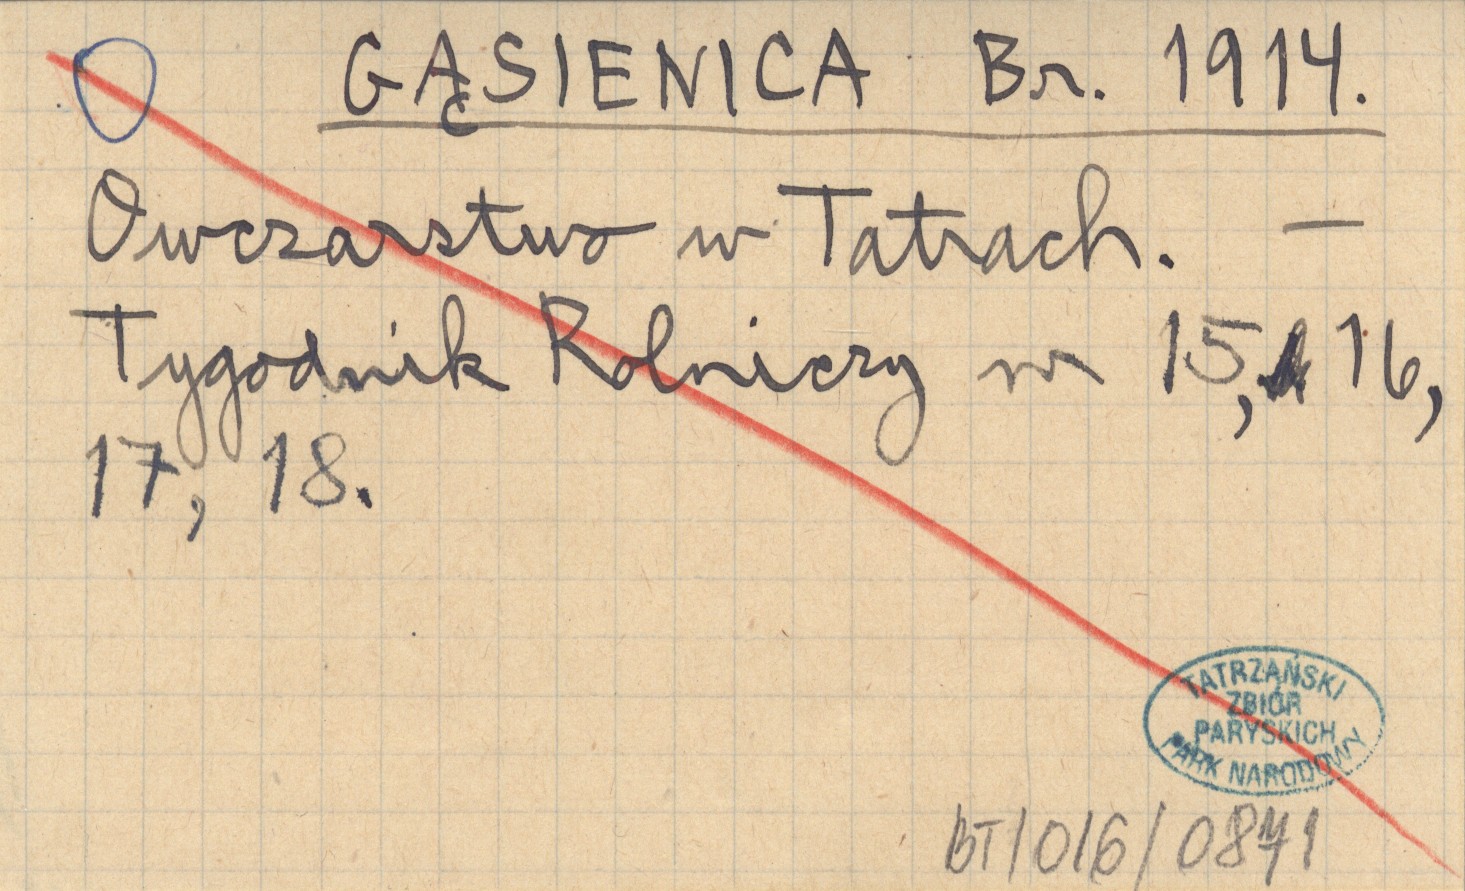 GĄSIENICA Br. 1914.
Owczarstwo w Tatrach. —
Tygodnik Rolniczy nr 15, 16,
17, 18.
TATRZAŃSKI
ZBIÓR
PARYSKICH
PARK NARODOWY
BT/016/0871